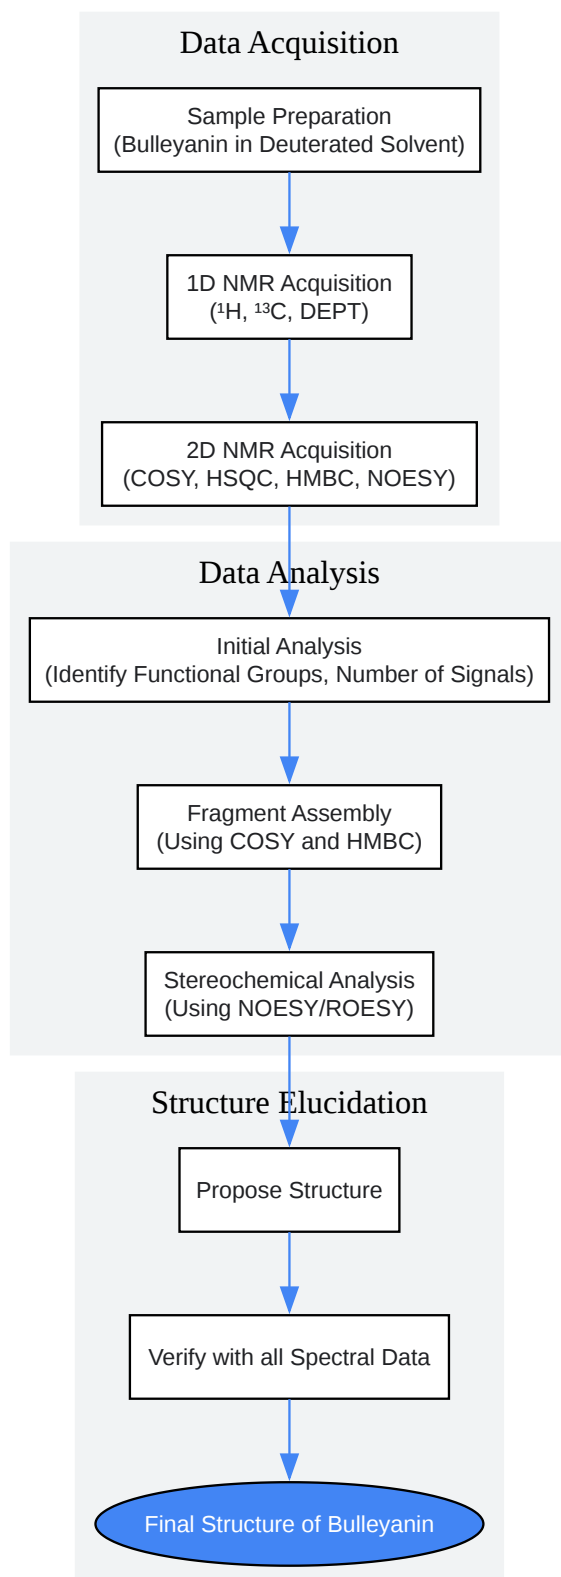 Data Acquisition
Sample Preparation
(Bulleyanin in Deuterated Solvent)
1D NMR Acquisition
(¹H, ¹³C, DEPT)
2D NMR Acquisition
(COSY, HSQC, HMBC, NOESY)
Data Analysis
Initial Analysis
(Identify Functional Groups, Number of Signals)
Fragment Assembly
(Using COSY and HMBC)
Stereochemical Analysis
(Using NOESY/ROESY)
Structure Elucidation
Propose Structure
Verify with all Spectral Data
Final Structure of Bulleyanin